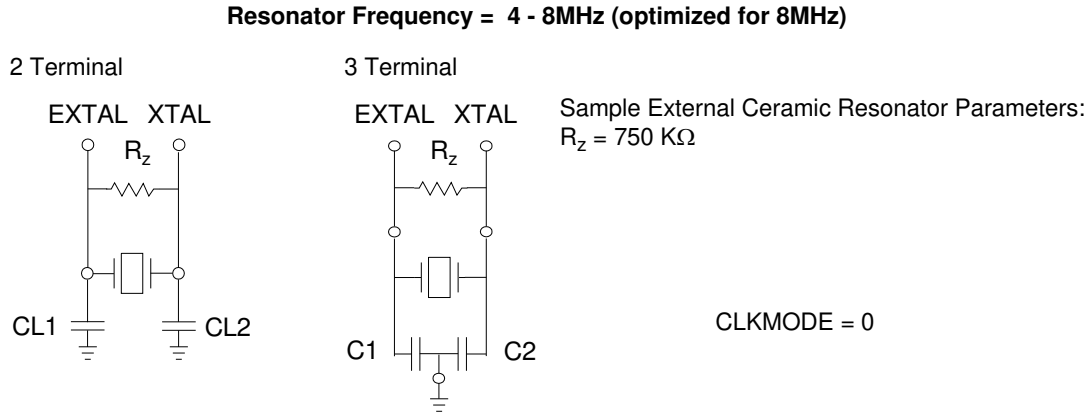 Resonator Frequency = 4 - 8MHz (optimized for 8MHz)
2 Terminal
3 Terminal
EXTAL XTAL
EXTAL XTAL
Sample External Ceramic Resonator Parameters:
Rz = 750 KΩ
Rz
Rz
CL1
CL2
C1
C2
CLKMODE = 0